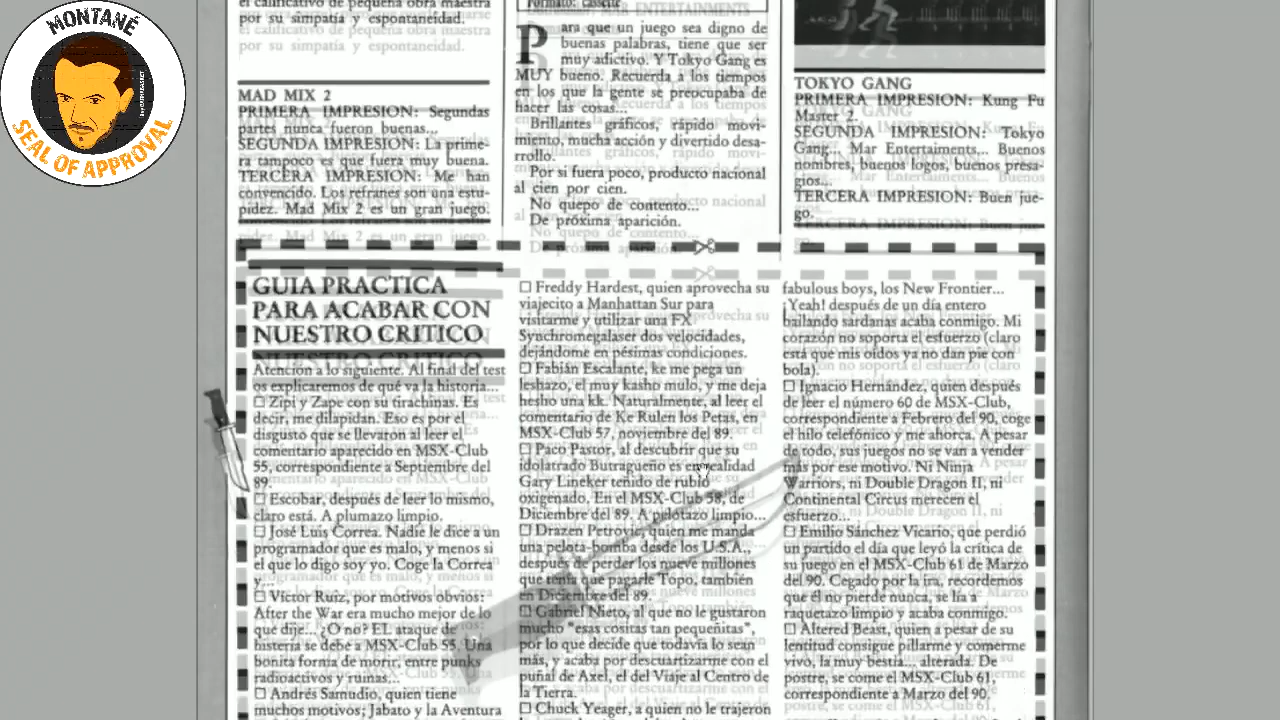 MONTANÉ
SEAL OF APPROVAL
el calificativo de pequeña obra maestra
por su simpatía y espontaneidad.
MAD MIX 2
PRIMERA IMPRESION: Segundas
partes nunca fueron buenas...
SEGUNDA IMPRESION: La prime-
ra tampoco es que fuera muy buena.
TERCERA IMPRESION: Me han
convencido. Los refranes son una estu-
pidez. Mad Mix 2 es un gran juego.
Formato: cassette
Para que un juego sea digno de
buenas palabras, tiene que ser
muy adictivo. Y Tokyo Gang es
MUY bueno. Recuerda a los tiempos
en los que la gente se preocupaba de
hacer las cosas...
Brillantes gráficos, rápido movi-
miento, mucha acción y divertido desa-
rrollo.
Por si fuera poco, producto nacional
al cien por cien.
No quepo de contento...
De próxima aparición.
TOKYO GANG
PRIMERA IMPRESION: Kung Fu
Master 2.
SEGUNDA IMPRESION: Tokyo
Gang... Mar Entertaiments... Buenos
nombres, buenos logos, buenos presa-
gios...
TERCERA IMPRESION: Buen jue-
go.
GUIA PRACTICA
PARA ACABAR CON
NUESTRO CRITICO
Atención a lo siguiente. Al final del test
os explicaremos de qué va la historia...
☐ Zipi y Zape con su tirachinas. Es
decir, me dilapidan. Eso es por el
disgusto que se llevaron al leer el
comentario aparecido en MSX-Club
55, correspondiente a Septiembre del
89.
☐ Escobar, después de leer lo mismo,
claro está. A plumazo limpio.
☐ José Luis Correa. Nadie le dice a un
programador que es malo, y menos si
el que lo digo soy yo. Coge la Correa
y...
☐ Víctor Ruiz, por motivos obvios:
After the War era mucho mejor de lo
que dije... ¿O no? EL ataque de
histeria se debe a MSX-Club 55. Una
bonita forma de morir, entre punks
radioactivos y ruinas...
☐ Andrés Samudio, quien tiene
muchos motivos; Jabato y la Aventura
☐ Freddy Hardest, quien aprovecha su
viajecito a Manhattan Sur para
visitarme y utilizar una FX
Synchromegalaser dos velocidades,
dejándome en pésimas condiciones.
☐ Fabián Escalante, ke me pega un
leshazo, el muy kasho mulo, y me deja
hesho una kk. Naturalmente, al leer el
comentario de Ke Rulen los Petas, en
MSX-Club 57, noviembre del 89.
☐ Paco Pastor, al descubrir que su
idolatrado Butragueño es en realidad
Gary Lineker teñido de rubio
oxigenado. En el MSX-Club 58, de
Diciembre del 89. A pelotazo limpio...
☐ Drazen Petrovic, quien me manda
una pelota-bomba desde los U.S.A.,
después de perder los nueve millones
que tenía que pagarle Topo, también
en Diciembre del 89.
☐ Gabriel Nieto, al que no le gustaron
mucho "esas cositas tan pequeñitas",
por lo que decide que todavía lo sean
más, y acaba por descuartizarme con el
puñal de Axel, el del Viaje al Centro de
la Tierra.
☐ Chuck Yeager, a quien no le trajeron
fabulous boys, los New Frontier...
¡Yeah! después de un día entero
bailando sardanas acaba conmigo. Mi
corazón no soporta el esfuerzo (claro
está que mis oídos ya no dan pie con
bola).
☐ Ignacio Hernández, quien después
de leer el número 60 de MSX-Club,
correspondiente a Febrero del 90, coge
el hilo telefónico y me ahorca. A pesar
de todo, sus juegos no se van a vender
más por ese motivo. Ni Ninja
Warriors, ni Double Dragon II, ni
Continental Circus merecen el
esfuerzo...
☐ Emilio Sánchez Vicario, que perdió
un partido el día que leyó la crítica de
su juego en el MSX-Club 61 de Marzo
del 90. Cegado por la ira, recordemos
que él no pierde nunca, se lía a
raquetazo limpio y acaba conmigo.
☐ Altered Beast, quien a pesar de su
lentitud consigue pillarme y comerme
vivo, la muy bestia... alterada. De
postre, se come el MSX-Club 61,
correspondiente a Marzo del 90.